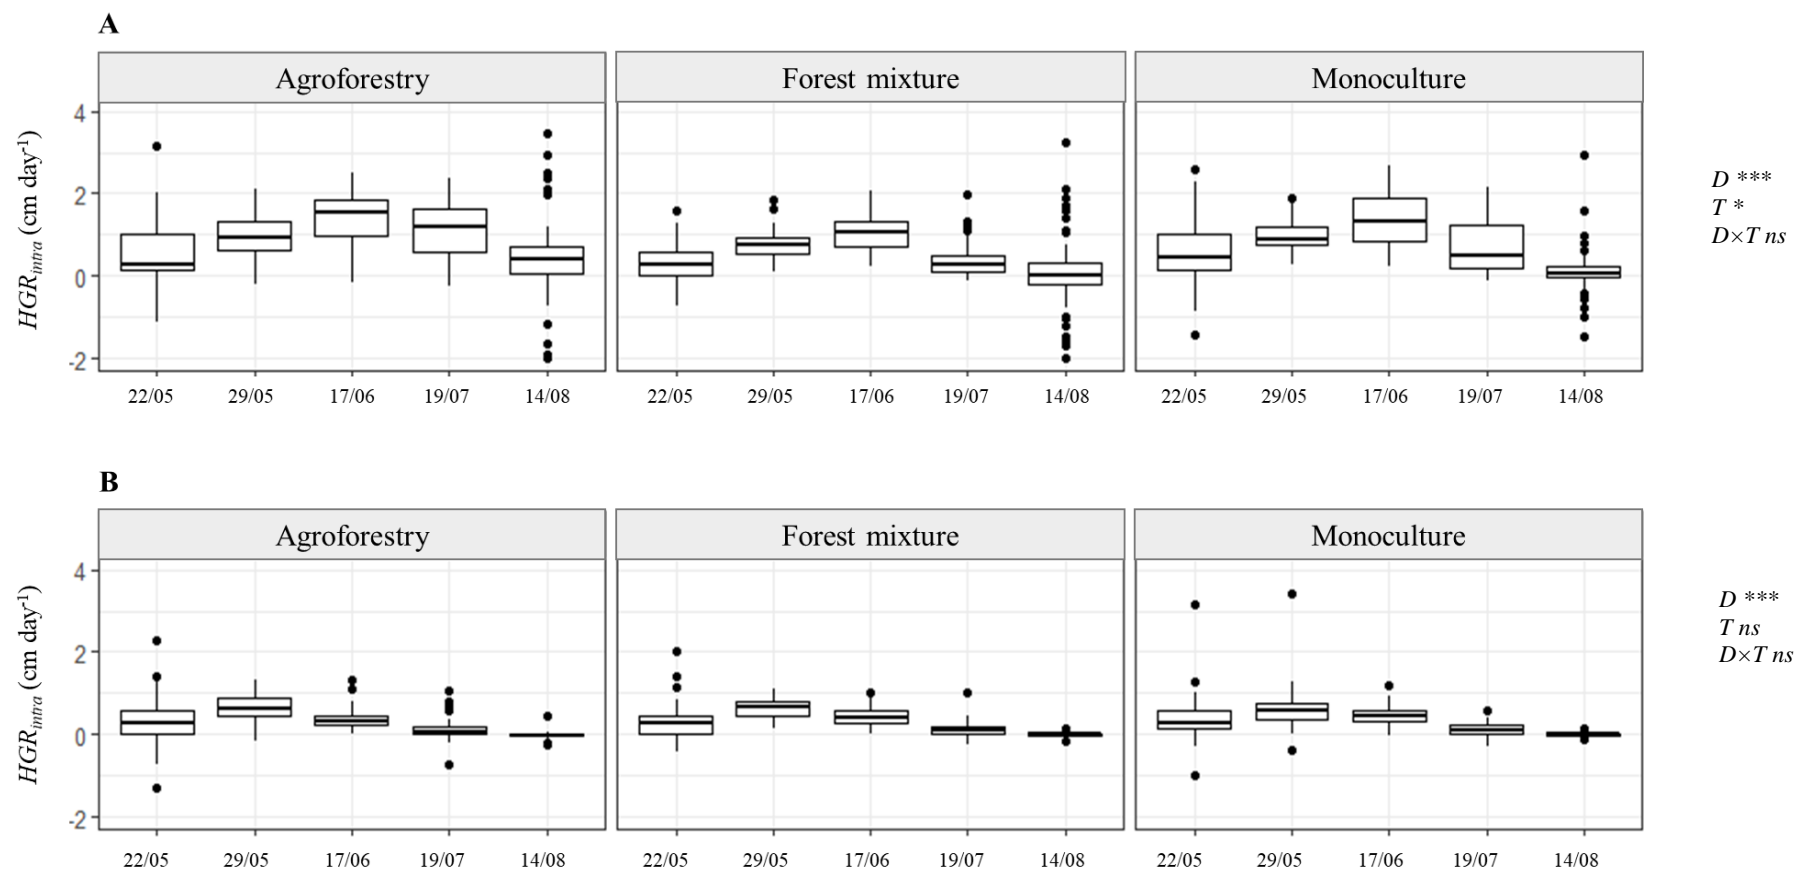 A
Agroforestry Forest mixture Monoculture
HGRintra (cm day-1)
4
2
0
-2
D ***
T *
D×T ns
22/05 29/05 17/06 19/07 14/08 22/05 29/05 17/06 19/07 14/08 22/05 29/05 17/06 19/07 14/08
B
Agroforestry Forest mixture Monoculture
HGRintra (cm day-1)
4
2
0
-2
D ***
T ns
D×T ns
22/05 29/05 17/06 19/07 14/08 22/05 29/05 17/06 19/07 14/08 22/05 29/05 17/06 19/07 14/08